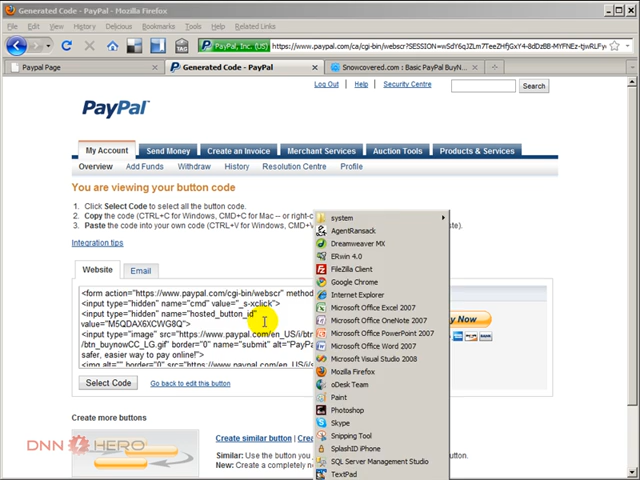 Generated Code - PayPal - Mozilla Firefox
File Edit View History Delicious Bookmarks Tools Help Related Links
TAG
PayPal, Inc. (US)
Paypal Page
Generated Code - PayPal
Snowcovered.com : Basic PayPal BuyN...
Log Out | Help | Security Centre
Search
PayPal
My Account Send Money Create an Invoice Merchant Services Auction Tools Products & Services
Overview Add Funds Withdraw History Resolution Centre Profile
You are viewing your button code
1. Click Select Code to select all the button code.
2. Copy the code (CTRL+C for Windows, CMD+C for Mac -- or right-c
3. Paste the code into your own code (CTRL+V for Windows, CMD+V
Integration tips
Website Email
<form action="https://www.paypal.com/cgi-bin/webscr" method
<input type="hidden" name="cmd" value="_s-xclick">
<input type="hidden" name="hosted_button_id"
value="M5QDAX6XCWG8Q">
<input type="image" src="https://www.paypal.com/en_US/i/btn
/btn_buynowCC_LG.gif" border="0" name="submit" alt="PayPa
safer, easier way to pay online!">
<img alt="" border="0" src="https://www.paypal.com/en_US/i/s
Select Code
Go back to edit this button
Create more buttons
Create similar button | Crea
Similar: Use the button you
New: Create a completely n
DNN HERO
system
AgentRansack
Dreamweaver MX
ERwin 4.0
FileZilla Client
Google Chrome
Internet Explorer
Microsoft Office Excel 2007
Microsoft Office OneNote 2007
Microsoft Office PowerPoint 2007
Microsoft Office Word 2007
Microsoft Visual Studio 2008
Mozilla Firefox
oDesk Team
Paint
Photoshop
Skype
Snipping Tool
SplashID iPhone
SQL Server Management Studio
TextPad
Now